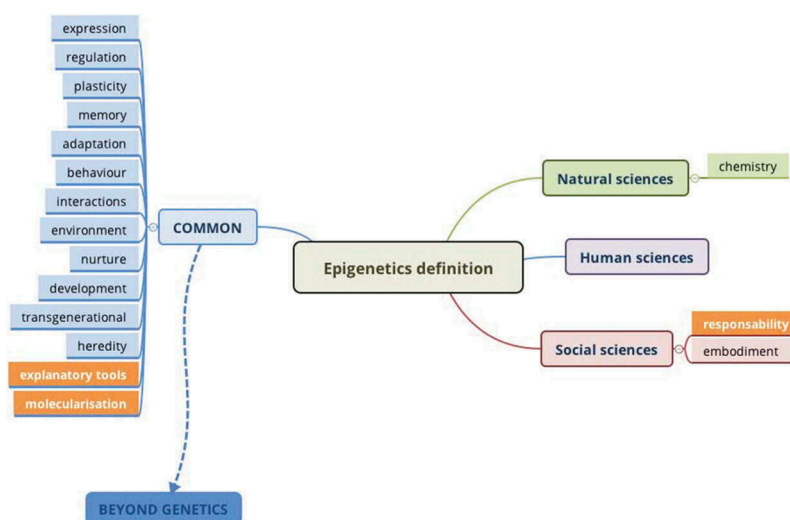 expression
regulation
plasticity
memory
adaptation
behaviour
interactions
environment
nurture
development
transgenerational
heredity
explanatory tools
molecularisation
COMMON
BEYOND GENETICS
Epigenetics definition
Natural sciences
chemistry
Human sciences
Social sciences
responsability
embodiment